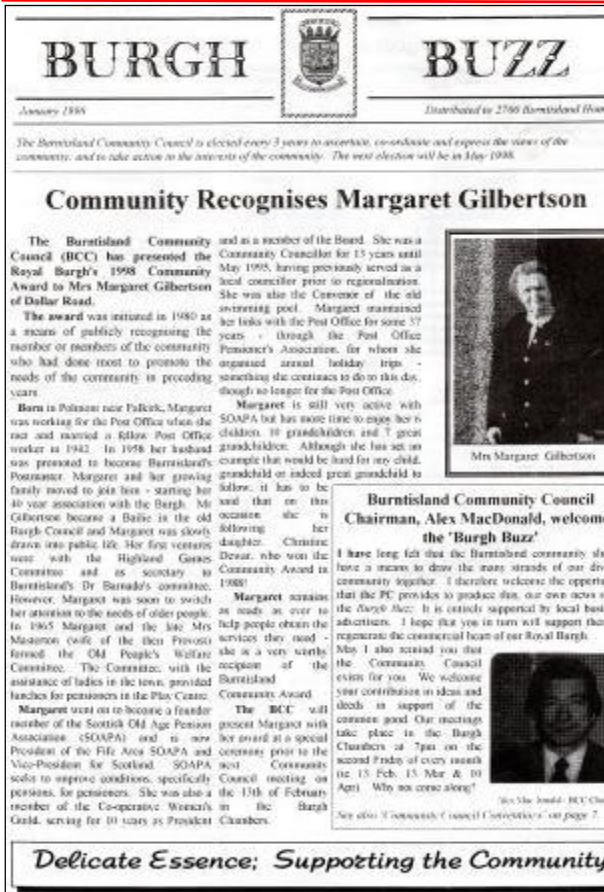 BURGH BUZZ
January 1998
Distributed to 2700 Burntisland
The Burntisland Community Council is elected every 3 years to ascertain, co-ordinate and express the views of the
community, and to take action in the interests of the community. The next election will be in May 1998.
Community Recognises Margaret Gilbertson
The Burntisland Community
Council (BCC) has presented the
Royal Burgh's 1998 Community
Award to Mrs Margaret Gilbertson
of Dollar Road.
The award was initiated in 1980 as
a means of publicly recognising the
member or members of the community
who had done most to promote the
needs of the community in preceding
years.
Born in Polmont near Falkirk, Margaret
was working for the Post Office when she
met and married a fellow Post Office
worker in 1942. In 1958 her husband
was promoted to become Burntisland's
Postmaster. Margaret and her growing
family moved to join him - starting her
40 year association with the Burgh. Mr
Gilbertson became a Bailie in the old
Burgh Council and Margaret was slowly
drawn into public life. Her first ventures
were with the Highland Games
Committee and as secretary to
Burntisland's Dr Barnado's committee.
However, Margaret was soon to switch
her attention to the needs of older people.
In 1965 Margaret and the late Mrs
Masterton (wife of the then Provost)
formed the Old People's Welfare
Committee. The Committee, with the
assistance of ladies in the town, provided
lunches for pensioners in the Play Centre.
Margaret went on to become a founder
member of the Scottish Old Age Pension
Association (SOAPA) and is now
President of the Fife Area SOAPA and
Vice-President for Scotland. SOAPA
seeks to improve conditions, specifically
pensions, for pensioners. She was also a
member of the Co-operative Women's
Guild, serving for 10 years as President
and as a member of the Board. She was a
Community Councillor for 13 years until
May 1995, having previously served as a
local councillor prior to regionalisation.
She was also the Convenor of the old
swimming pool. Margaret maintained
her links with the Post Office for some 37
years - through the Post Office
Pensioner's Association, for whom she
organised annual holiday trips -
something she continues to do to this day,
though no longer for the Post Office.
Margaret is still very active with
SOAPA but has more time to enjoy her
children, 10 grandchildren and 7 great
grandchildren. Although she has set an
example that would be hard for any child,
grandchild or indeed great grandchild to
follow, it has to be
said that on this
occasion she is
following her
daughter, Christine
Dewar, who won the
Community Award in
1988!
Margaret remains
as ready as ever to
help people obtain the
services they need -
she is a very worthy
recipient of the
Burntisland
Community Award.
The BCC will
present Margaret with
her award at a special
ceremony prior to the
next Community
Council meeting on
the 13th of February
in the Burgh
Chambers.
Mrs Margaret Gilbertson
Burntisland Community Council
Chairman, Alex MacDonald,
the 'Burgh Buzz'
I have long felt that the Burntisland community
have a means to draw the many strands of our
community together. I therefore welcome the
that the PC provides to produce this, our own news
the Burgh Buzz. It is entirely supported by local
advertisers. I hope that you in turn will support
regenerate the commercial heart of our Royal Burgh.
May I also remind you that
the Community Council
exists for you. We welcome
your contribution in ideas and
deeds in support of the
common good. Our meetings
take place in the Burgh
Chambers at 7pm on the
second Friday of every month
(ie 13 Feb, 13 Mar & 10
Apr). Why not come along?
Alex Mac Donald - BCC
See also 'Community Council' on page 7.
Delicate Essence; Supporting the Community